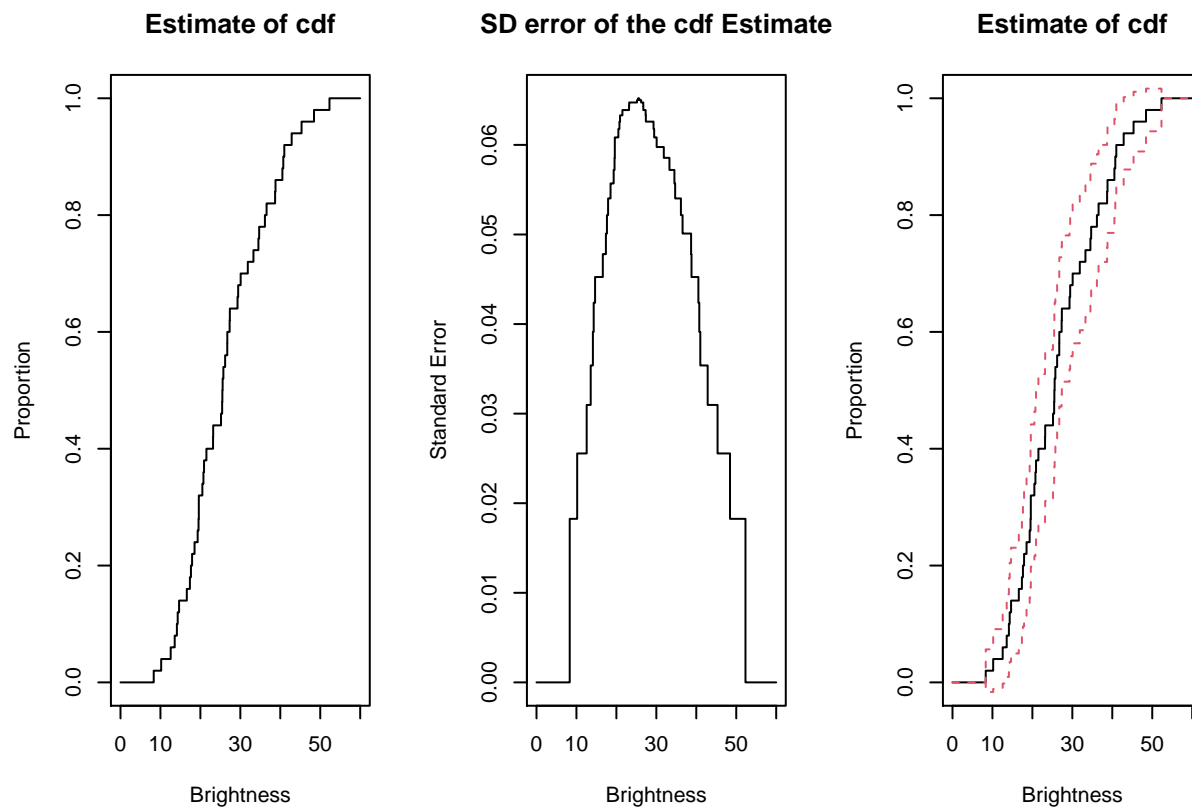 Estimate of cdf
Proportion
1.0
0.8
0.6
0.4
0.2
0.0
0 10 30 50
Brightness
SD error of the cdf Estimate
Standard Error
0.06
0.05
0.04
0.03
0.02
0.01
0.00
0 10 30 50
Brightness
Estimate of cdf
Proportion
1.0
0.8
0.6
0.4
0.2
0.0
0 10 30 50
Brightness